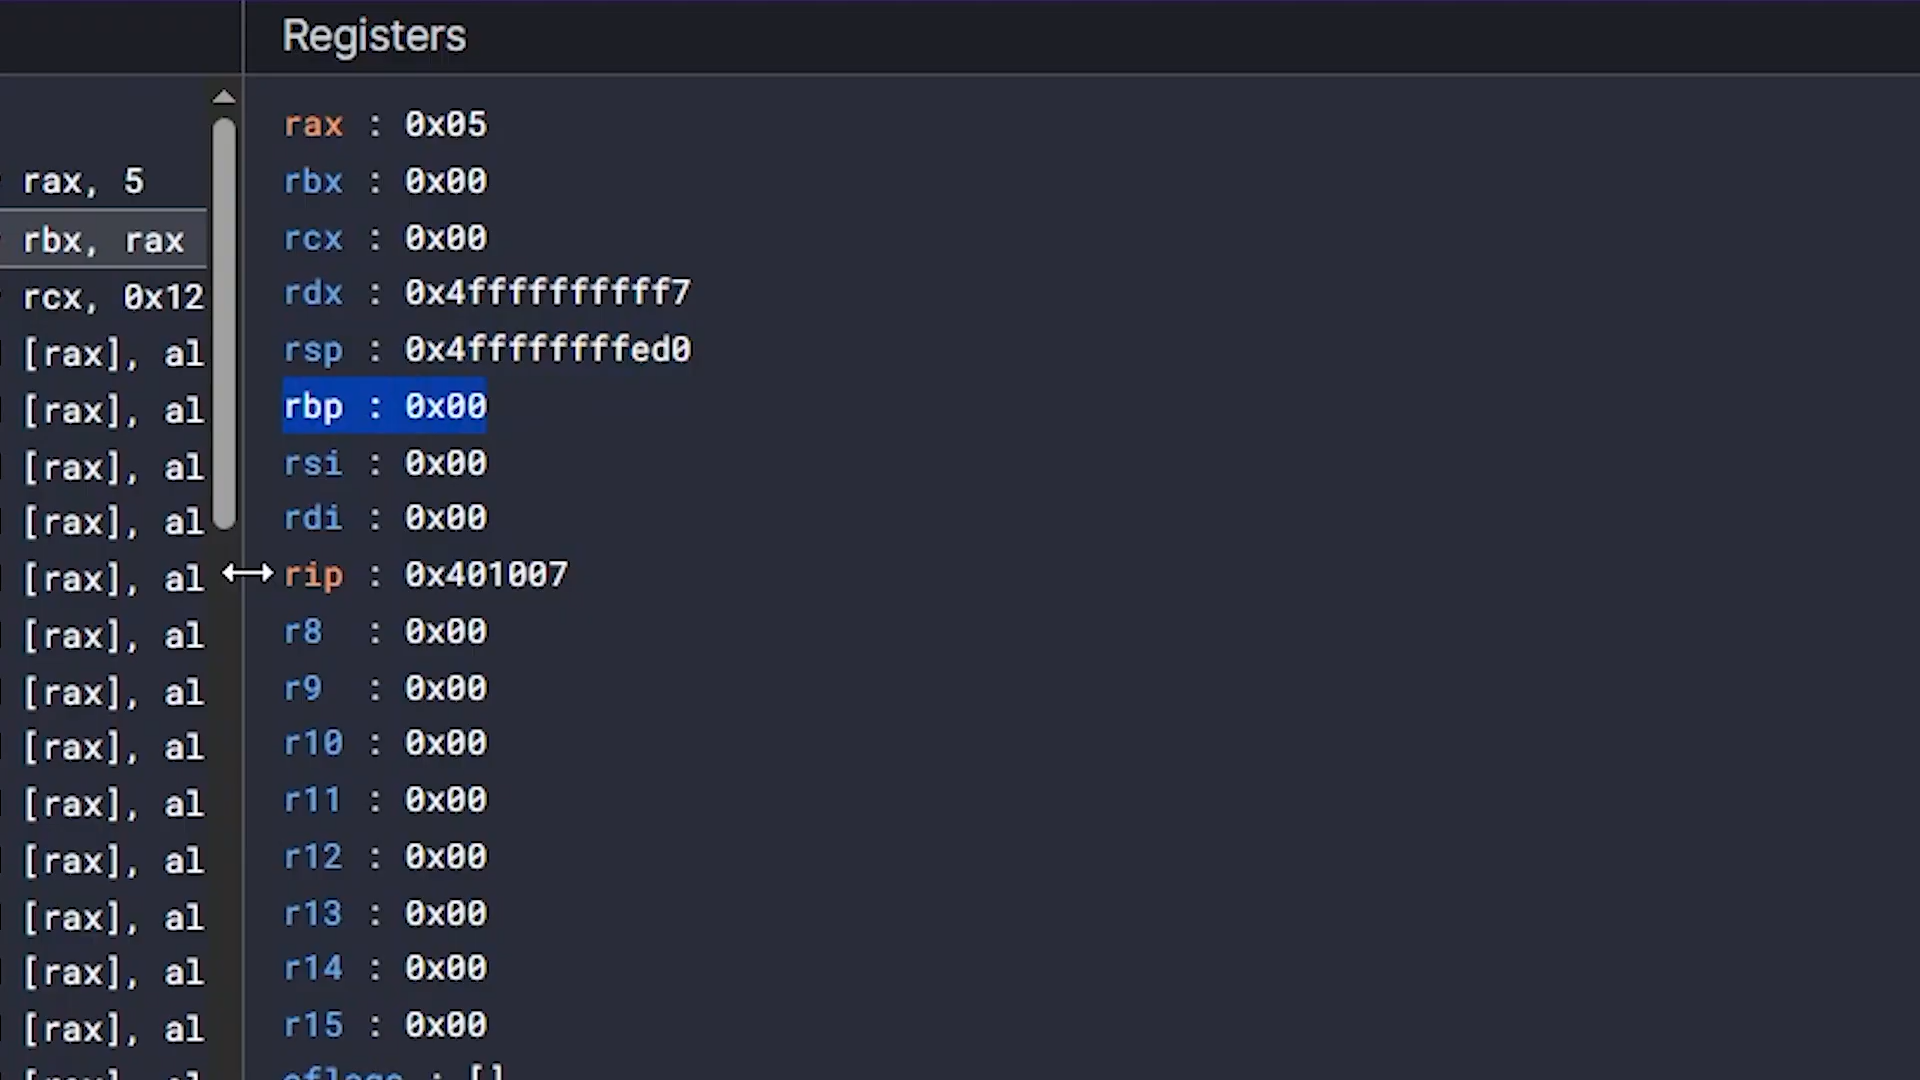 Registers
rax, 5
rbx, rax
rcx, 0x12
[rax], al
[rax], al
[rax], al
[rax], al
[rax], al
[rax], al
[rax], al
[rax], al
[rax], al
[rax], al
[rax], al
[rax], al
[rax], al
rax : 0x05
rbx : 0x00
rcx : 0x00
rdx : 0x4ffffffffff7
rsp : 0x4ffffffffed0
rbp : 0x00
rsi : 0x00
rdi : 0x00
rip : 0x401007
r8 : 0x00
r9 : 0x00
r10 : 0x00
r11 : 0x00
r12 : 0x00
r13 : 0x00
r14 : 0x00
r15 : 0x00